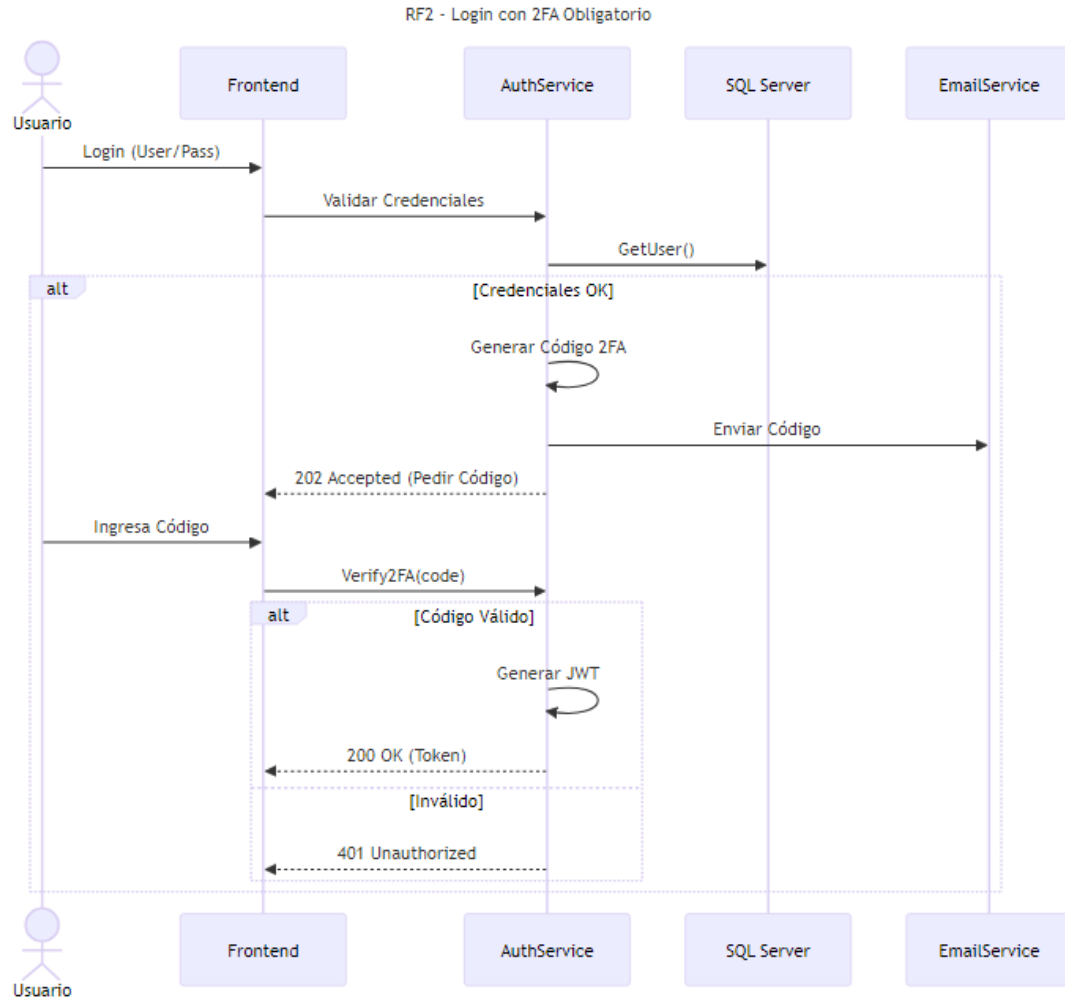 RF2 - Login con 2FA Obligatorio
Usuario
Frontend
AuthService
SQL Server
EmailService
Login (User/Pass)
Validar Credenciales
GetUser()
alt
[Credenciales OK]
Generar Código 2FA
Enviar Código
202 Accepted (Pedir Código)
Ingresa Código
Verify2FA(code)
alt
[Código Válido]
Generar JWT
200 OK (Token)
[Inválido]
401 Unauthorized
Usuario
Frontend
AuthService
SQL Server
EmailService